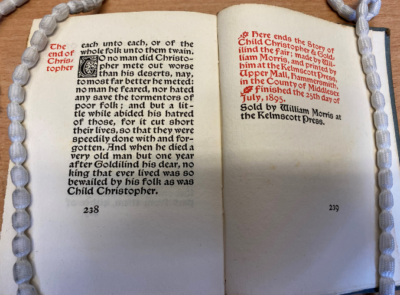 The
end of
Chris-
topher
each unto each, or of the
whole folk unto them twain.
TO no man did Christo-
pher mete out worse
than his deserts, nay,
to most far better he meted:
no man he feared, nor hated
any save the tormentors of
poor folk; and but a lit-
tle while abided his hatred
of those, for it cut short
their lives, so that they were
speedily done with and for-
gotten. And when he died a
very old man but one year
after Goldilind his dear, no
king that ever lived was so
bewailed by his folk as was
Child Christopher.
238
Here ends the Story of
Child Christopher & Gold-
ilind the Fair; made by Wil-
liam Morris, and printed by
him at the Kelmscott Press,
Upper Mall, Hammersmith,
in the County of Middlesex
Finished the 25th day of
July, 1895.
Sold by William Morris at
the Kelmscott Press.
239